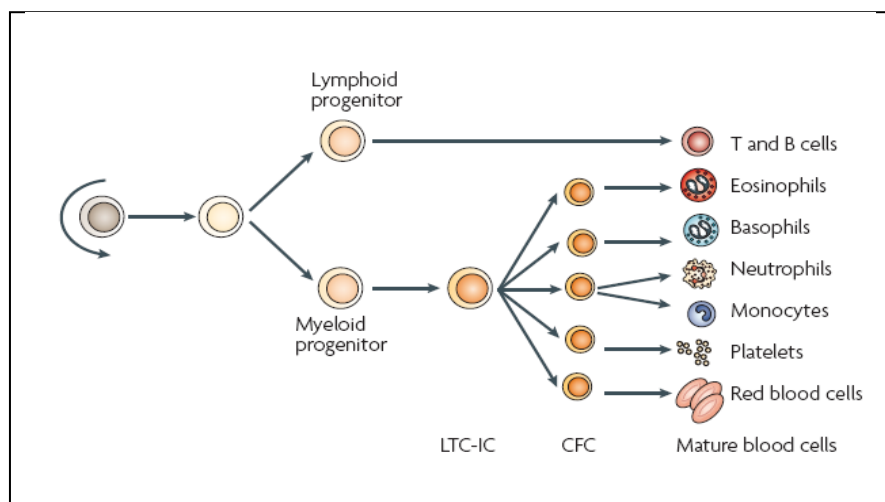 Lymphoid
progenitor
T and B cells
Eosinophils
Basophils
Neutrophils
Monocytes
Myeloid
progenitor
Platelets
Red blood cells
LTC-IC
CFC
Mature blood cells